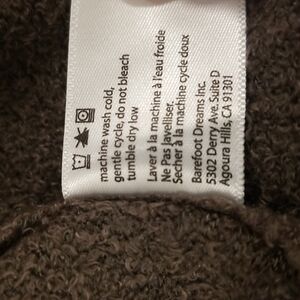 machine wash cold,
gentle cycle, do not bleach
tumble dry low
Laver à la machine à l'eau froide
Ne Pas Javelliser.
Secher à la machine cycle doux
Barefoot Dreams Inc.
5302 Derry Ave. Suite D
Agoura Hills, CA 91301